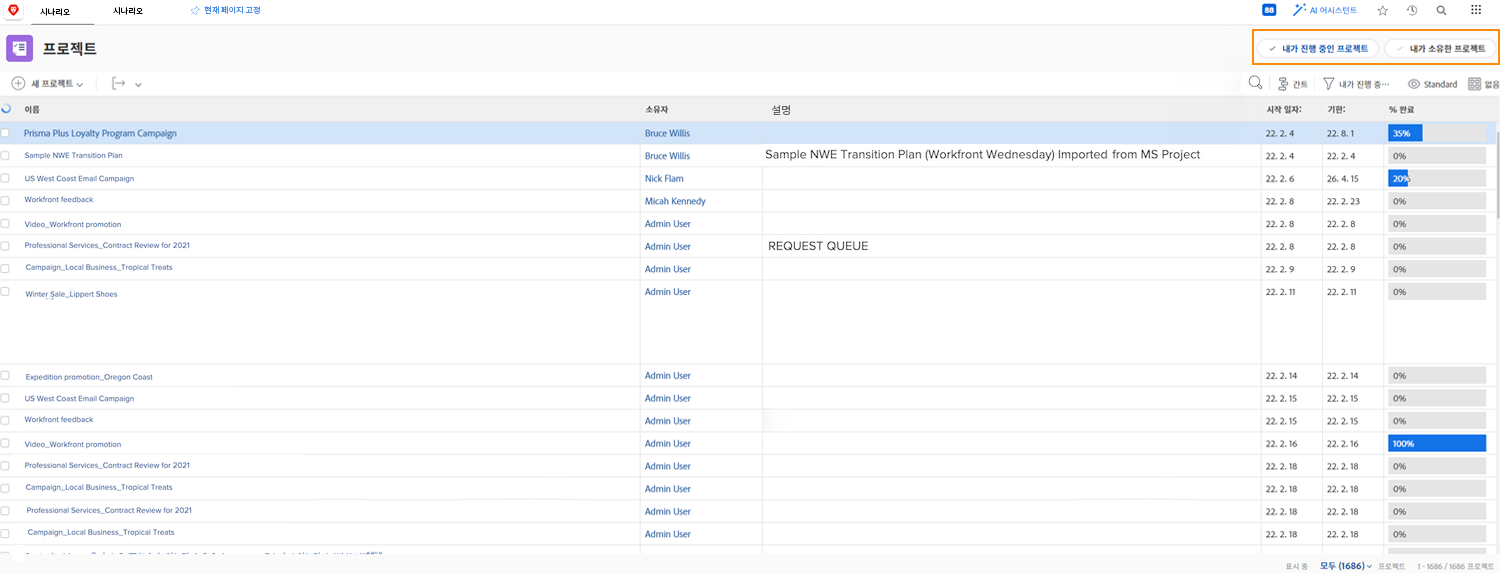 시나리오 시나리오 현재 페이지 고정 88 AI 어시스턴트
프로젝트 내가 진행 중인 프로젝트 내가 소유한 프로젝트
새 프로젝트 간트 내가 진행 중··· Standard 없음
이름 소유자 설명 시작 일자: 기한: % 완료
Prisma Plus Loyalty Program Campaign Bruce Willis 22. 2. 4 22. 8. 1 35%
Sample NWE Transition Plan Bruce Willis Sample NWE Transition Plan (Workfront Wednesday) Imported from MS Project 22. 2. 4 22. 2. 4 0%
US West Coast Email Campaign Nick Flam 22. 2. 6 26. 4. 15 20%
Workfront feedback Micah Kennedy 22. 2. 8 22. 2. 23 0%
Video_Workfront promotion Admin User 22. 2. 8 22. 2. 8 0%
Professional Services_Contract Review for 2021 Admin User REQUEST QUEUE 22. 2. 8 22. 2. 8 0%
Campaign_Local Business_Tropical Treats Admin User 22. 2. 9 22. 2. 9 0%
Winter Sale_Lippert Shoes Admin User 22. 2. 11 22. 2. 11 0%
Expedition promotion_Oregon Coast Admin User 22. 2. 14 22. 2. 14 0%
US West Coast Email Campaign Admin User 22. 2. 15 22. 2. 15 0%
Workfront feedback Admin User 22. 2. 15 22. 2. 15 0%
Video_Workfront promotion Admin User 22. 2. 16 22. 2. 16 100%
Professional Services_Contract Review for 2021 Admin User 22. 2. 18 22. 2. 18 0%
Campaign_Local Business_Tropical Treats Admin User 22. 2. 18 22. 2. 18 0%
Professional Services_Contract Review for 2021 Admin User 22. 2. 18 22. 2. 18 0%
Campaign_Local Business_Tropical Treats Admin User 22. 2. 18 22. 2. 18 0%
표시 중 모두 (1686) 프로젝트 1 - 1686 / 1686 프로젝트